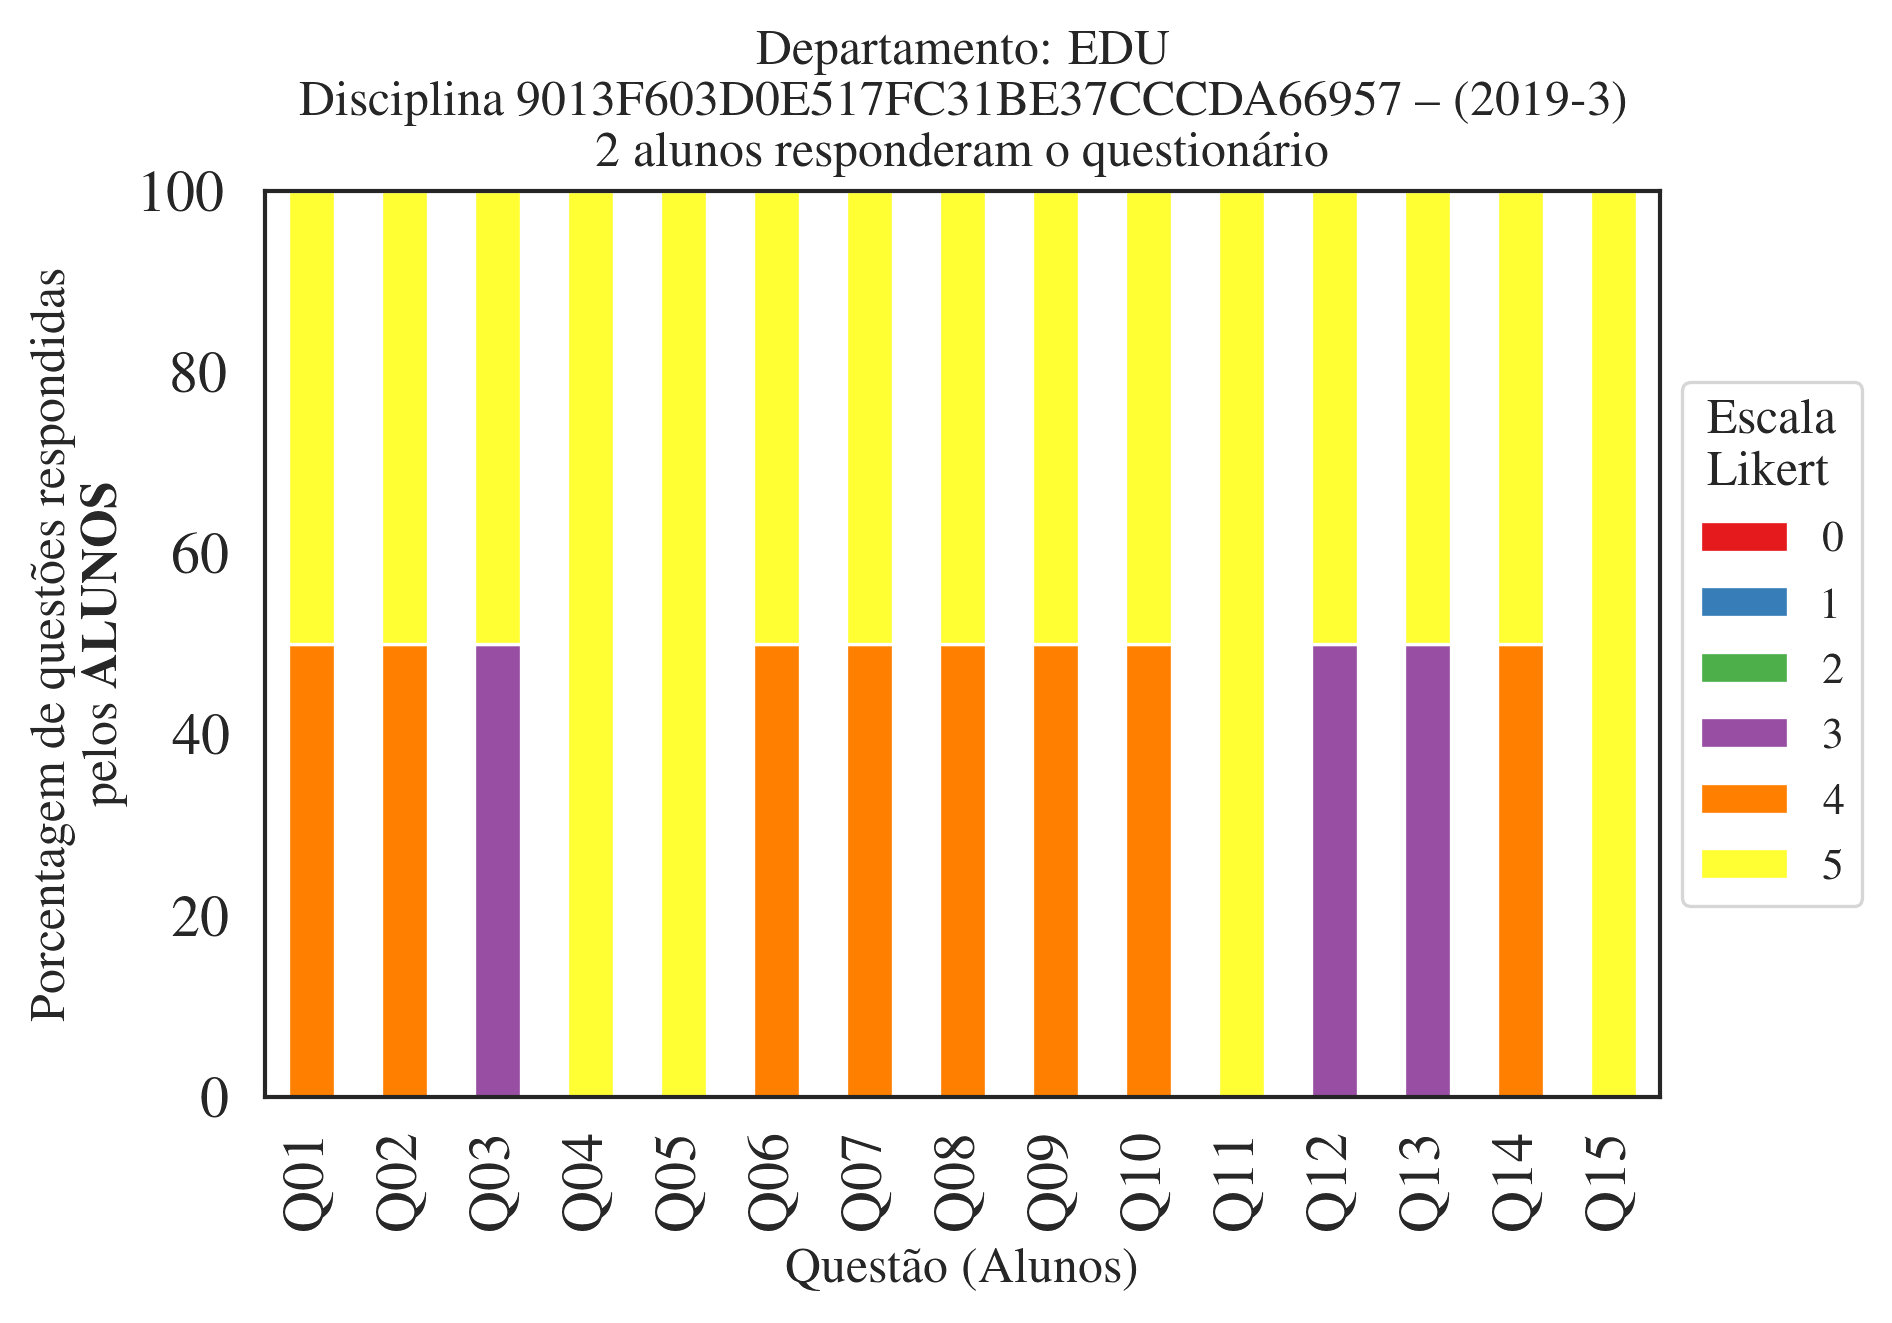 Departamento: EDU
Disciplina 9013F603D0E517FC31BE37CCCDA66957 – (2019-3)
2 alunos responderam o questionário
100
80
60
40
20
0
Porcentagem de questões respondidas
pelos ALUNOS
Q01
Q02
Q03
Q04
Q05
Q06
Q07
Q08
Q09
Q10
Q11
Q12
Q13
Q14
Q15
Questão (Alunos)
Escala
Likert
0
1
2
3
4
5